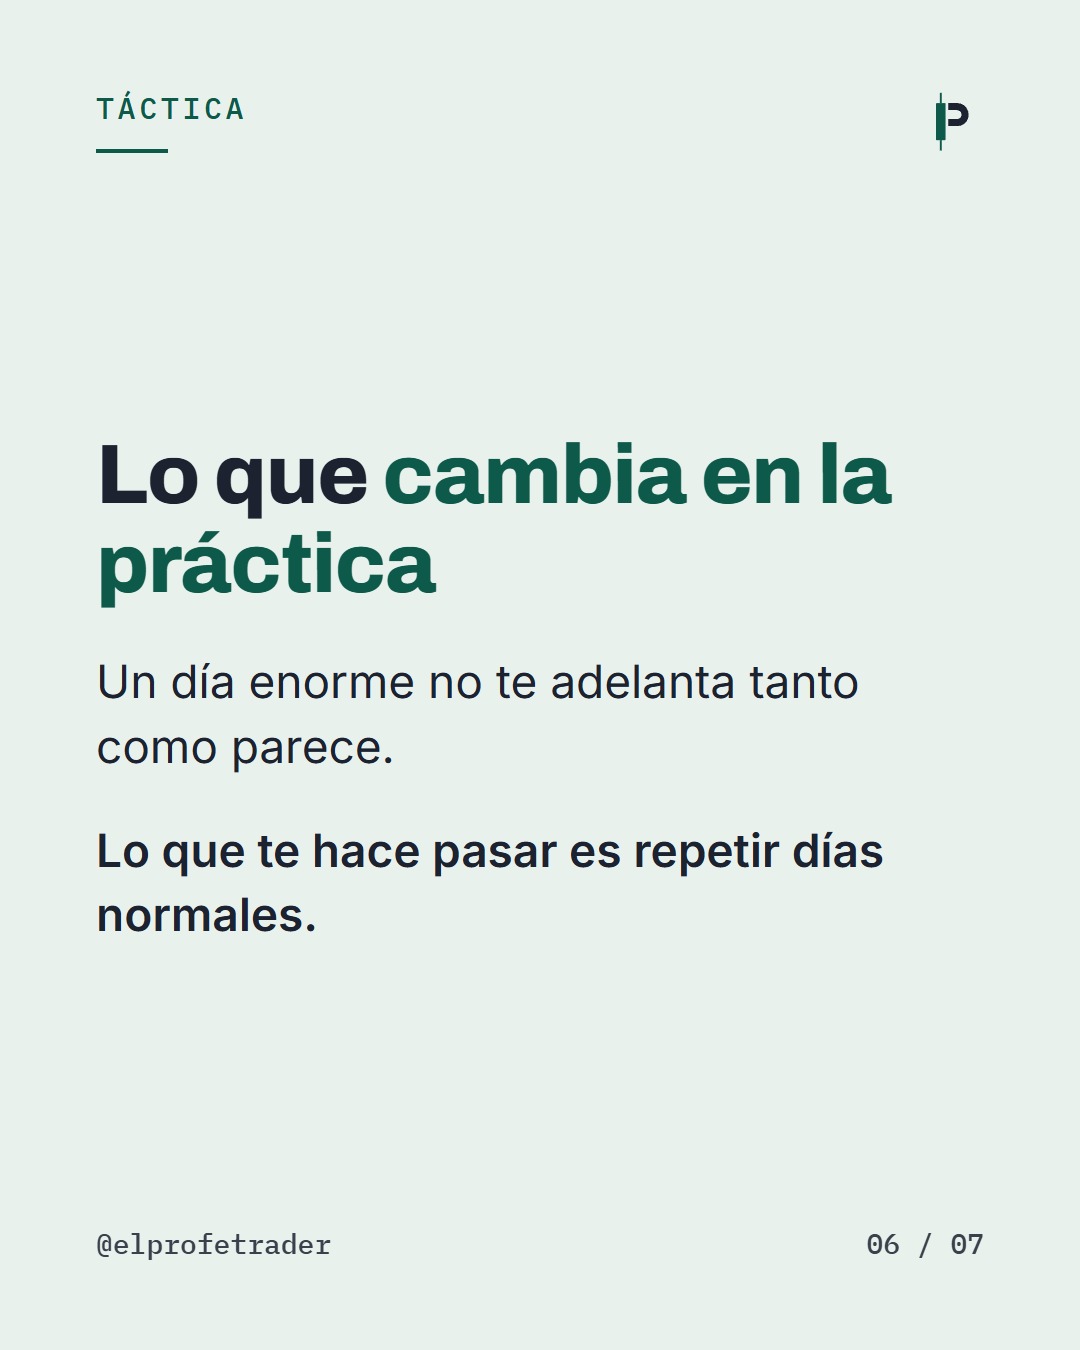 TÁCTICA
Lo que cambia en la
práctica
Un día enorme no te adelanta tanto
como parece.
Lo que te hace pasar es repetir días
normales.
@elprofetrader
06 / 07